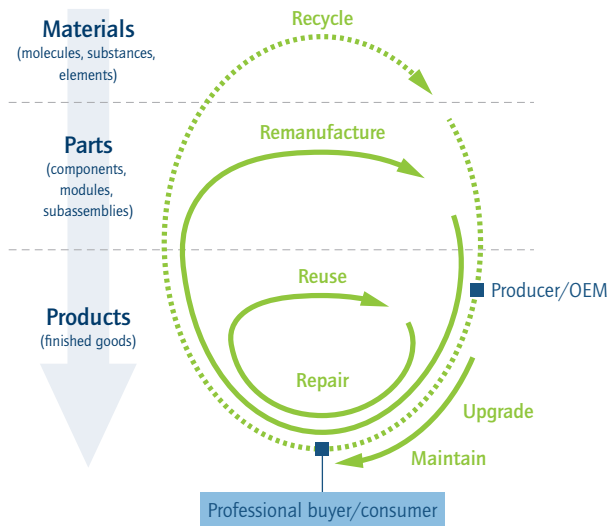 Materials
(molecules, substances,
elements)
Recycle
Parts
(components,
modules,
subassemblies)
Remanufacture
Products
(finished goods)
Reuse
Repair
Producer/OEM
Upgrade
Maintain
Professional buyer/consumer